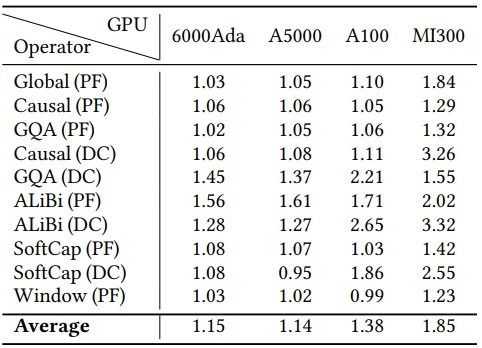 GPU
Operator 6000Ada A5000 A100 MI300
Global (PF) 1.03 1.05 1.10 1.84
Causal (PF) 1.06 1.06 1.05 1.29
GQA (PF) 1.02 1.05 1.06 1.32
Causal (DC) 1.06 1.08 1.11 3.26
GQA (DC) 1.45 1.37 2.21 1.55
ALiBi (PF) 1.56 1.61 1.71 2.02
ALiBi (DC) 1.28 1.27 2.65 3.32
SoftCap (PF) 1.08 1.07 1.03 1.42
SoftCap (DC) 1.08 0.95 1.86 2.55
Window (PF) 1.03 1.02 0.99 1.23
Average 1.15 1.14 1.38 1.85